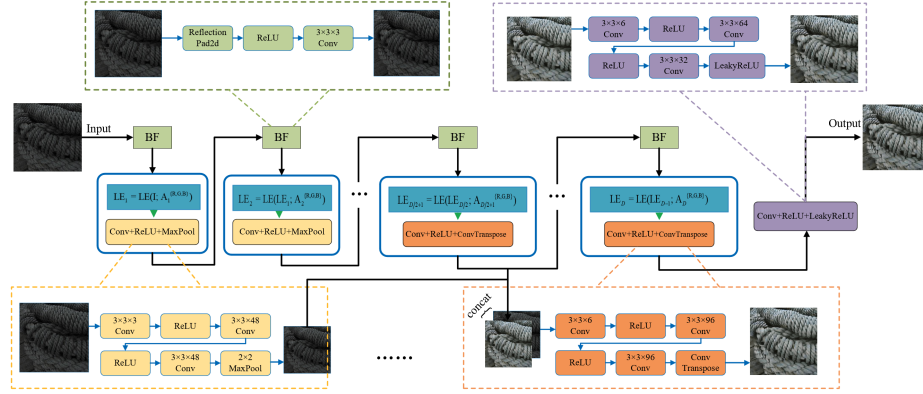 Reflection
Pad2d
ReLU
3×3×3
Conv
3×3×6
Conv
ReLU
3×3×64
Conv
ReLU
3×3×32
Conv
LeakyReLU
Input
BF
BF
BF
BF
Output
LE₁ = LE(I; A₁^{R,G,B})
Conv+ReLU+MaxPool
LE₂ = LE(LE₁; A₂^{R,G,B})
Conv+ReLU+MaxPool
...
LE_{D/2+1} = LE(LE_{D/2}; A_{D/2+1}^{R,G,B})
Conv+ReLU+ConvTranspose
...
LE_D = LE(LE_{D-1}; A_D^{R,G,B})
Conv+ReLU+ConvTranspose
Conv+ReLU+LeakyReLU
3×3×3
Conv
ReLU
3×3×48
Conv
ReLU
3×3×48
Conv
2×2
MaxPool
......
concat
3×3×6
Conv
ReLU
3×3×96
Conv
ReLU
3×3×96
Conv
Conv
Transpose